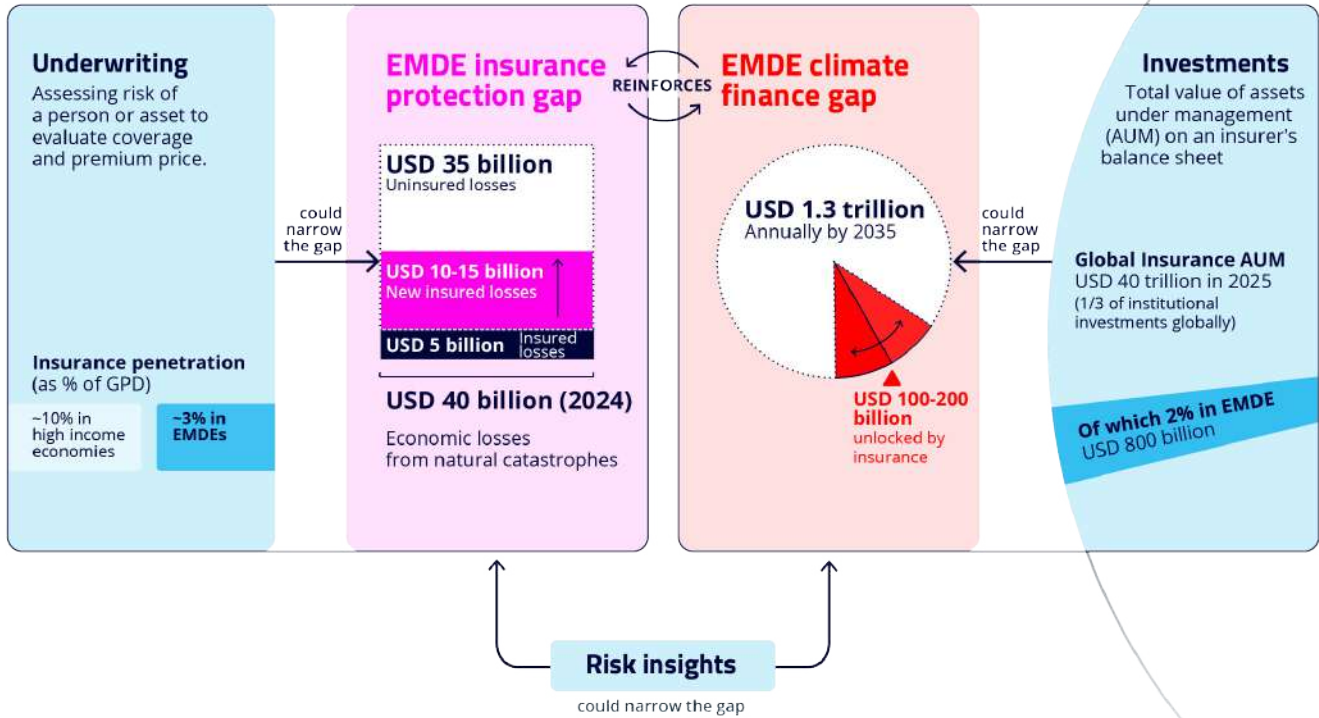 Underwriting
Assessing risk of
a person or asset to
evaluate coverage
and premium price.
Insurance penetration
(as % of GPD)
~10% in
high income
economies
~3% in
EMDEs
could
narrow
the gap
EMDE insurance
protection gap
USD 35 billion
Uninsured losses
USD 10-15 billion
New insured losses
USD 5 billion
Insured
losses
USD 40 billion (2024)
Economic losses
from natural catastrophes
REINFORCES
EMDE climate
finance gap
USD 1.3 trillion
Annually by 2035
USD 100-200
billion
unlocked by
insurance
could
narrow
the gap
Investments
Total value of assets
under management
(AUM) on an insurer's
balance sheet
Global Insurance AUM
USD 40 trillion in 2025
(1/3 of institutional
investments globally)
Of which 2% in EMDE
USD 800 billion
Risk insights
could narrow the gap